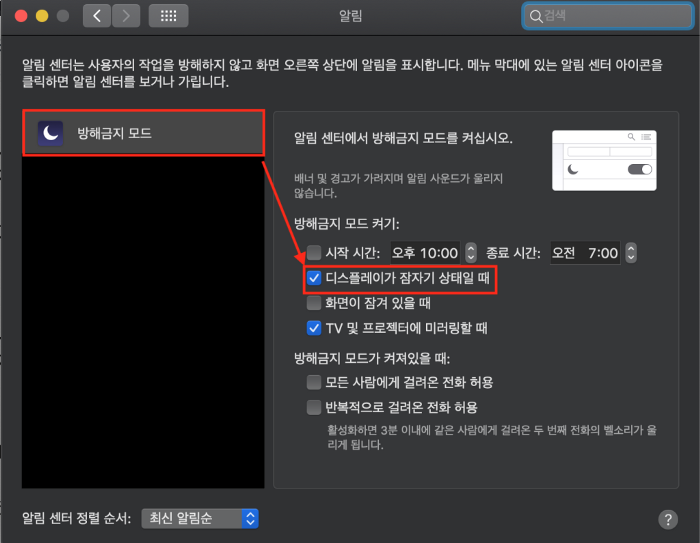 알림
검색
알림 센터는 사용자의 작업을 방해하지 않고 화면 오른쪽 상단에 알림을 표시합니다. 메뉴 막대에 있는 알림 센터 아이콘을
클릭하면 알림 센터를 보거나 가립니다.
방해금지 모드
알림 센터에서 방해금지 모드를 켜십시오.
배너 및 경고가 가려지며 알림 사운드가 울리지
않습니다.
방해금지 모드 켜기:
시작 시간: 오후 10:00 종료 시간: 오전 7:00
디스플레이가 잠자기 상태일 때
화면이 잠겨 있을 때
TV 및 프로젝터에 미러링할 때
방해금지 모드가 켜져있을 때:
모든 사람에게 걸려온 전화 허용
반복적으로 걸려온 전화 허용
활성화하면 3분 이내에 같은 사람에게 걸려온 두 번째 전화의 벨소리가 울
리게 됩니다.
알림 센터 정렬 순서: 최신 알림순
?